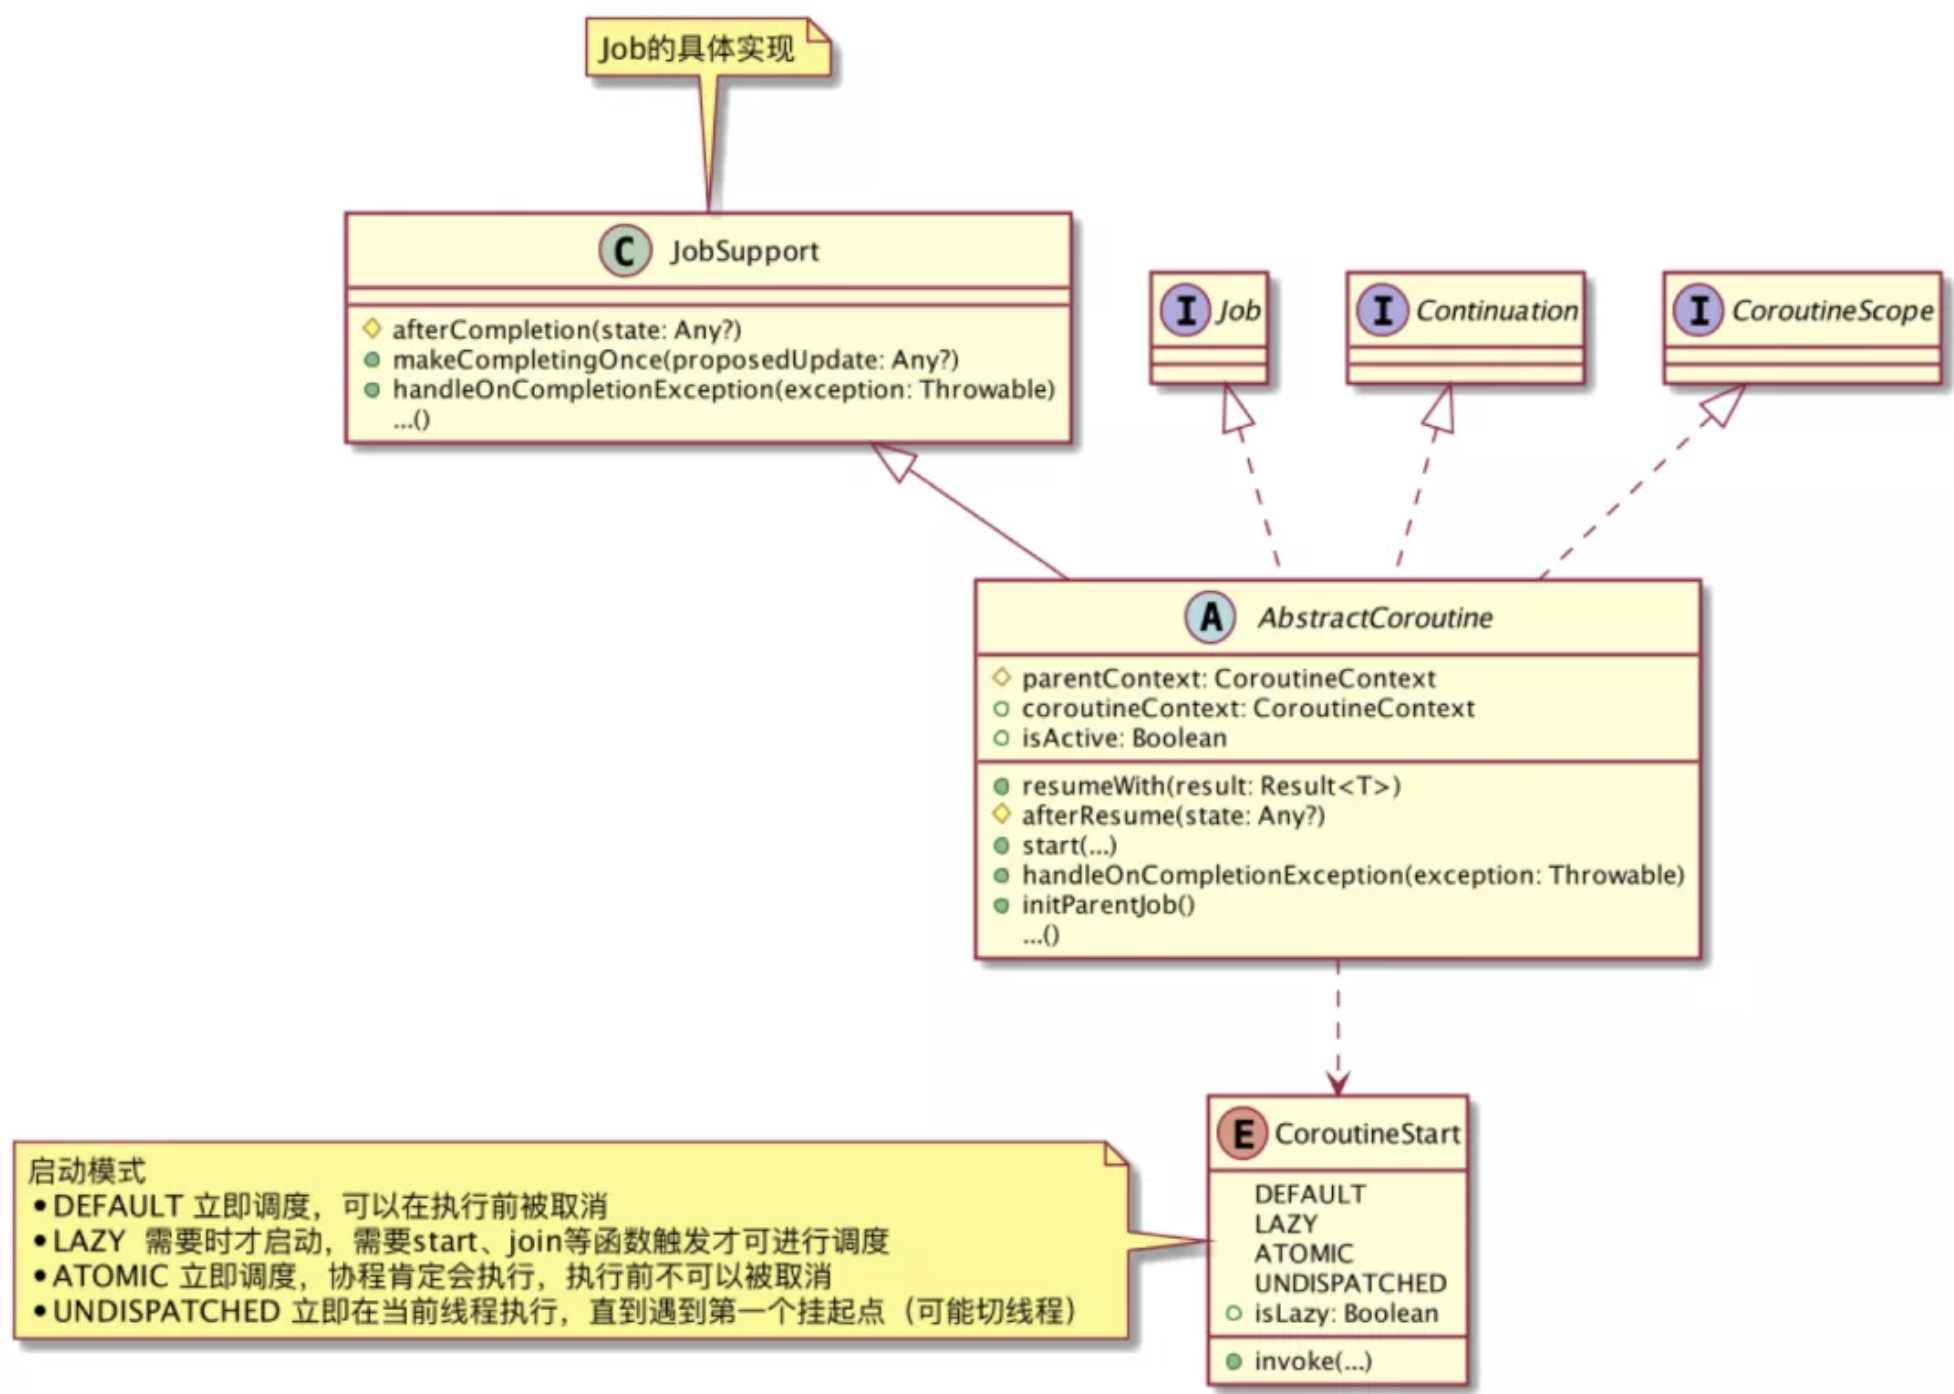 Job的具体实现
C JobSupport
afterCompletion(state: Any?)
makeCompletingOnce(proposedUpdate: Any?)
handleOnCompletionException(exception: Throwable)
...()
I Job
I Continuation
I CoroutineScope
A AbstractCoroutine
parentContext: CoroutineContext
coroutineContext: CoroutineContext
isActive: Boolean
resumeWith(result: Result<T>)
afterResume(state: Any?)
start(...)
handleOnCompletionException(exception: Throwable)
initParentJob()
...()
启动模式
•DEFAULT 立即调度，可以在执行前被取消
•LAZY 需要时才启动，需要start、join等函数触发才可进行调度
•ATOMIC 立即调度，协程肯定会执行，执行前不可以被取消
•UNDISPATCHED 立即在当前线程执行，直到遇到第一个挂起点（可能切线程）
E CoroutineStart
DEFAULT
LAZY
ATOMIC
UNDISPATCHED
isLazy: Boolean
invoke(...)